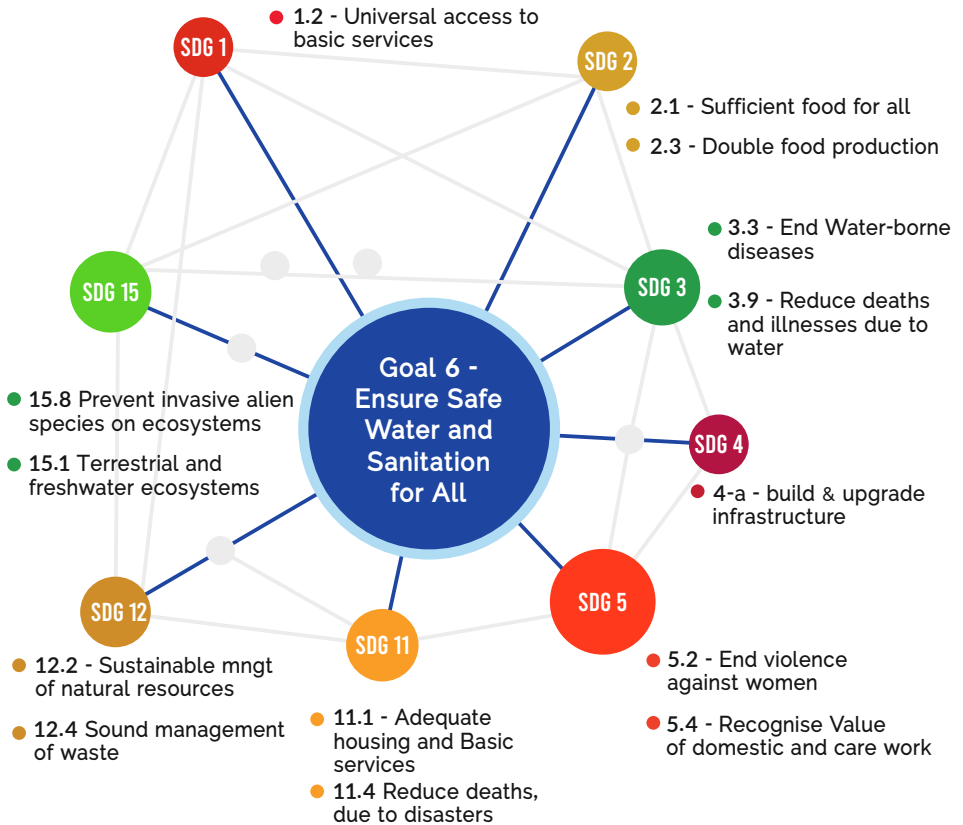 SDG 1
1.2 - Universal access to
basic services
SDG 2
2.1 - Sufficient food for all
2.3 - Double food production
SDG 3
3.3 - End Water-borne
diseases
3.9 - Reduce deaths
and illnesses due to
water
SDG 15
15.8 Prevent invasive alien
species on ecosystems
15.1 Terrestrial and
freshwater ecosystems
Goal 6 -
Ensure Safe
Water and
Sanitation
for All
SDG 4
4-a - build & upgrade
infrastructure
SDG 12
12.2 - Sustainable mngt
of natural resources
12.4 Sound management
of waste
SDG 11
11.1 - Adequate
housing and Basic
services
11.4 Reduce deaths,
due to disasters
SDG 5
5.2 - End violence
against women
5.4 - Recognise Value
of domestic and care work